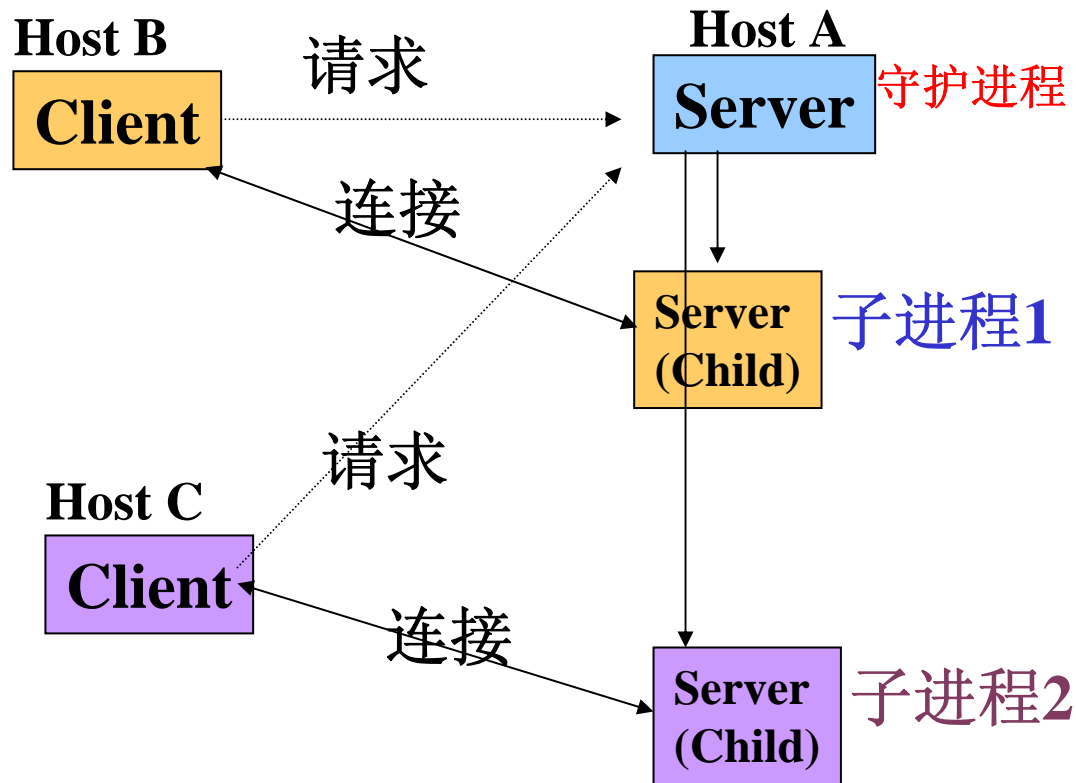 Host B
Host A
请求
Client
Server
守护进程
连接
Server
(Child)
子进程1
请求
Host C
Client
连接
Server
(Child)
子进程2